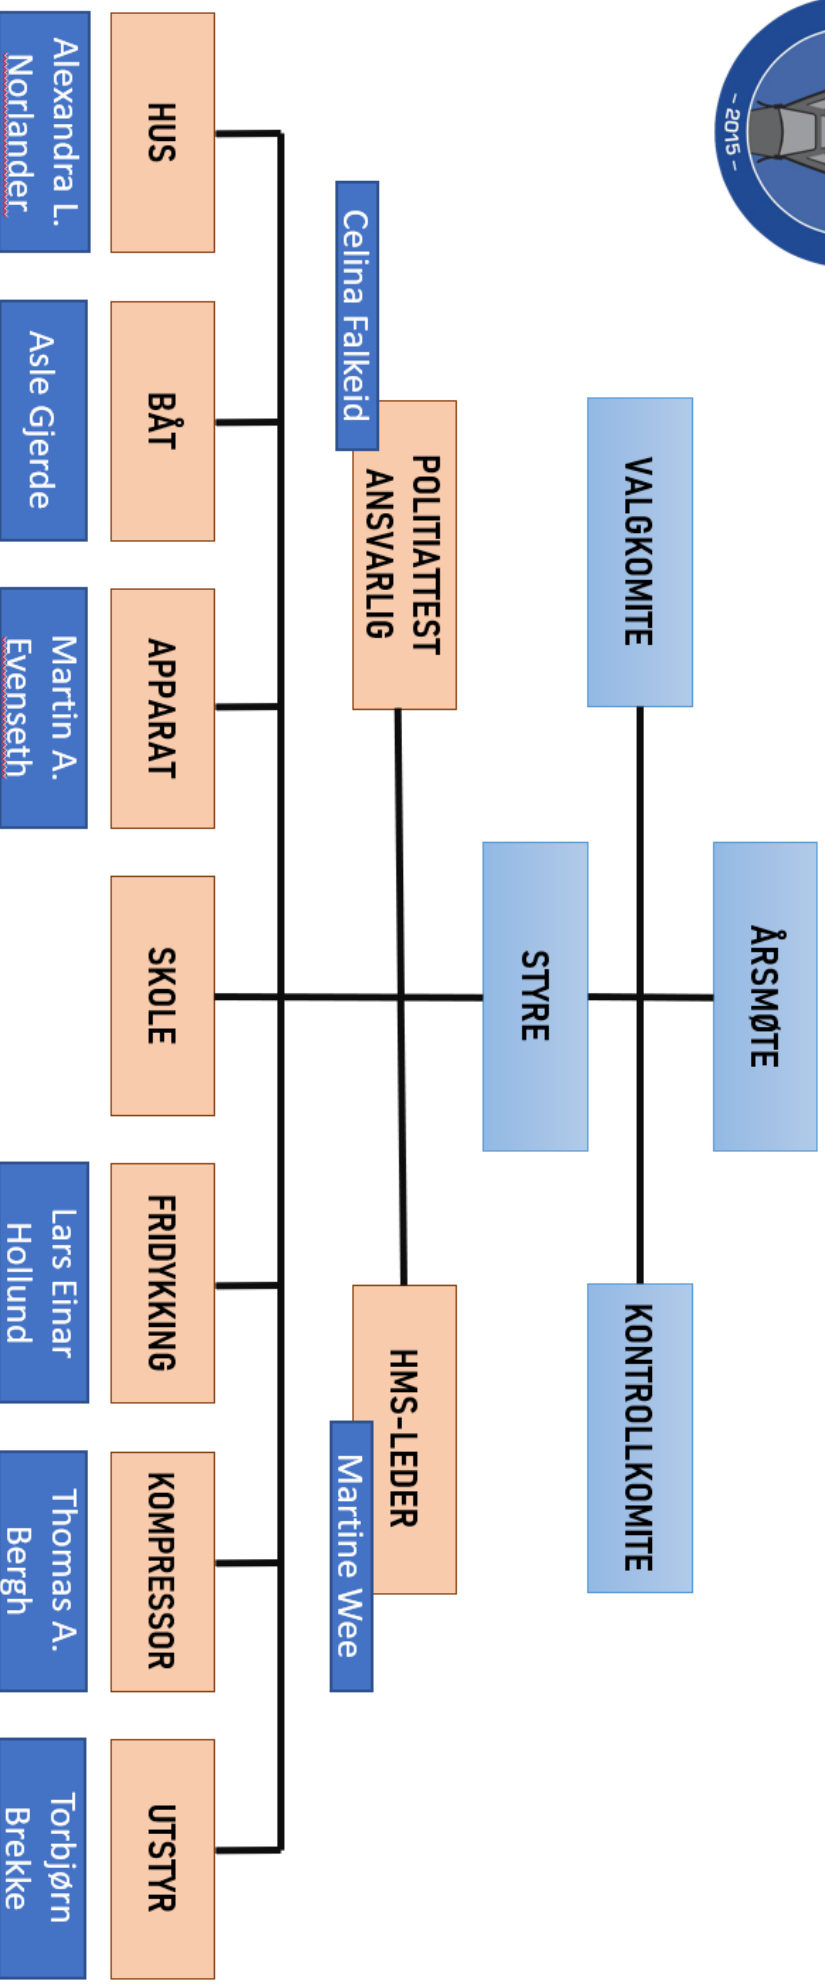 ~ 2015 ~
ÅRSMØTE
VALGKOMITE
KONTROLLKOMITE
STYRE
POLITIATTEST
ANSVARLIG
Celina Falkeid
HMS-LEDER
Martine Wee
HUS
BÅT
APPARAT
SKOLE
FRIDYKKING
KOMPRESSOR
UTSTYR
Alexandra L.
Norlander
Asle Gjerde
Martin A.
Evenseth
Lars Einar
Hollund
Thomas A.
Bergh
Torbjørn
Brekke